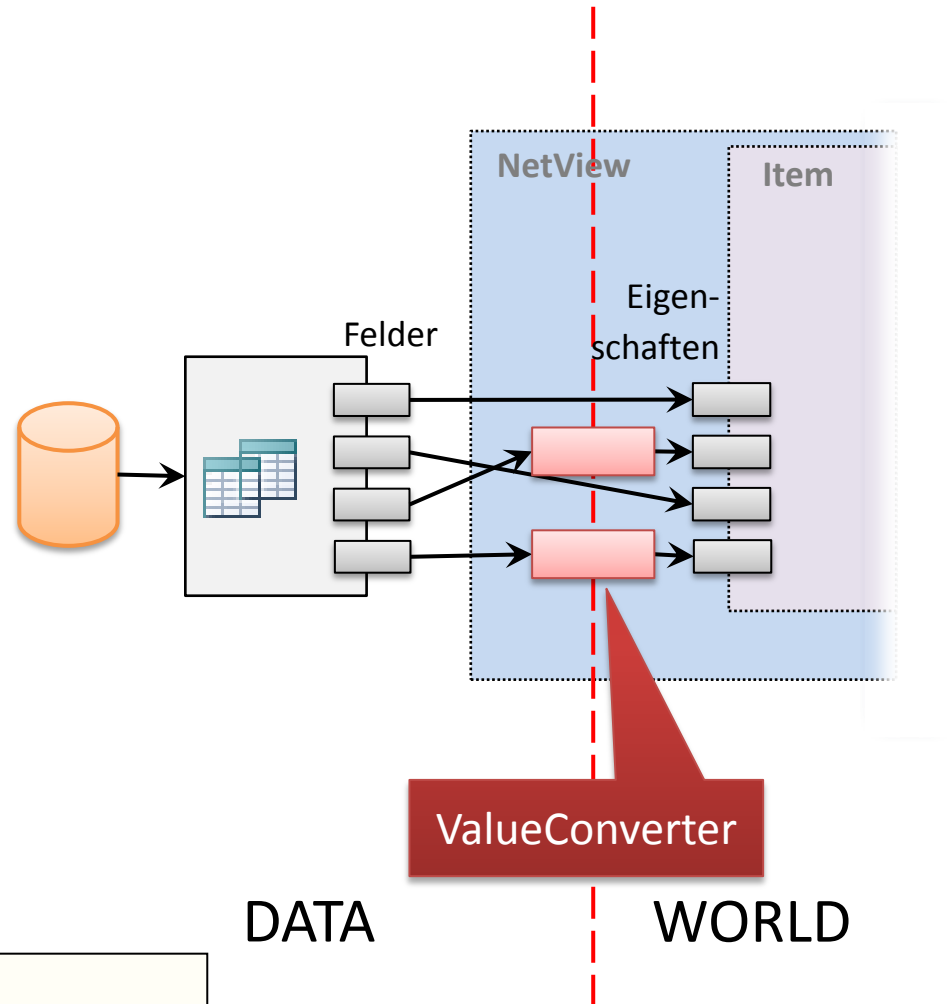 NetView
Item
Eigen-
schaften
Felder
ValueConverter
DATA
WORLD